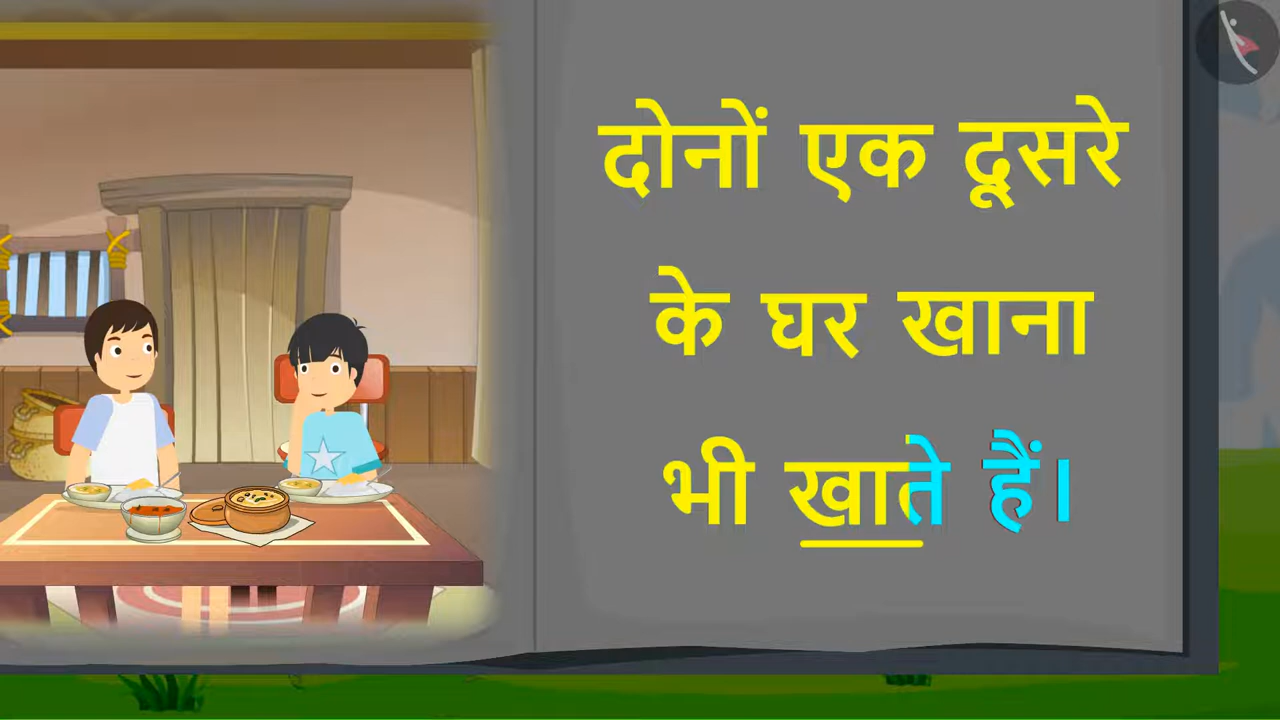 दोनों एक दूसरे
के घर खाना
भी खाते हैं।